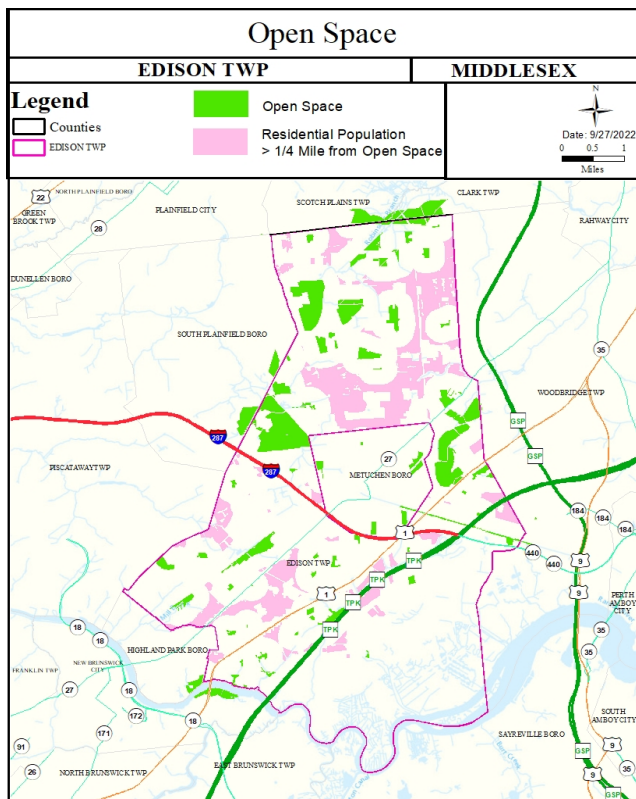 Open Space
EDISON TWP
MIDDLESEX
Legend
Counties
EDISON TWP
Open Space
Residential Population
> 1/4 Mile from Open Space
N
Date: 9/27/2022
0 0.5 1
Miles
22
NORTH PLAINFIELD BORO
GREEN
BROOK TWP
28
PLAINFIELD CITY
SCOTCH PLAINS TWP
CLARK TWP
RAHWAY CITY
DUNELLEN BORO
SOUTH PLAINFIELD BORO
35
WOODBRIDGE TWP
GSP
287
27
GSP
PISCATAWAY TWP
287
METUCHEN BORO
184
184
184
1
440
440
EDISON TWP
TPK
9
TPK
1
TPK
9
PERTH
AMBOY
CITY
TPK
18
18
HIGHLAND PARK BORO
35
35
FRANKLIN TWP
NEW BRUNSWICK
CITY
27
18
172
18
171
SOUTH
AMBOY CITY
SAYREVILLE BORO
91
9
GSP
26
NORTH BRUNSWICK TWP
EAST BRUNSWICK TWP
9
35
GSP